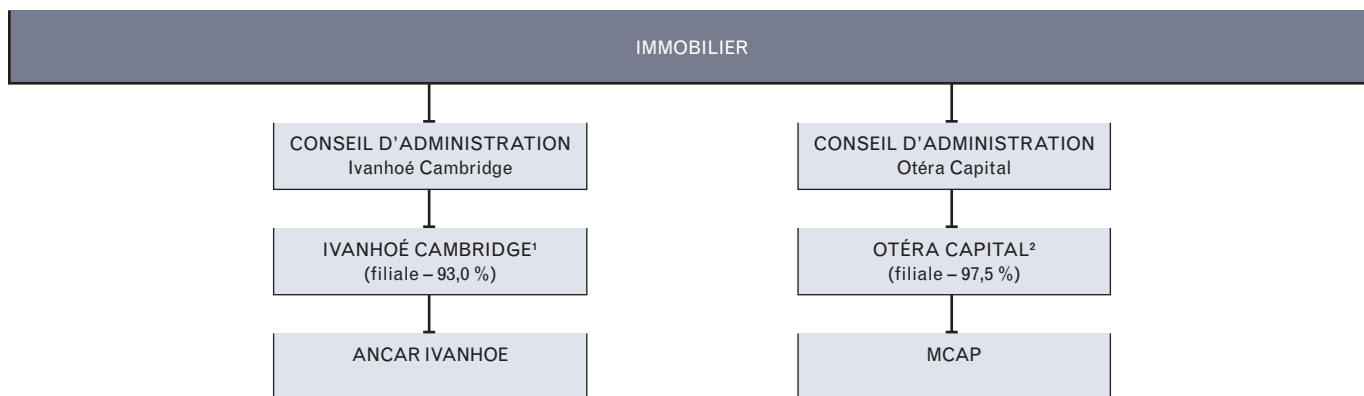 IMMOBILIER
CONSEIL D'ADMINISTRATION
Ivanhoé Cambridge
CONSEIL D'ADMINISTRATION
Otéra Capital
IVANHOÉ CAMBRIDGE¹
(filiale – 93,0 %)
OTÉRA CAPITAL²
(filiale – 97,5 %)
ANCAR IVANHOE
MCAP